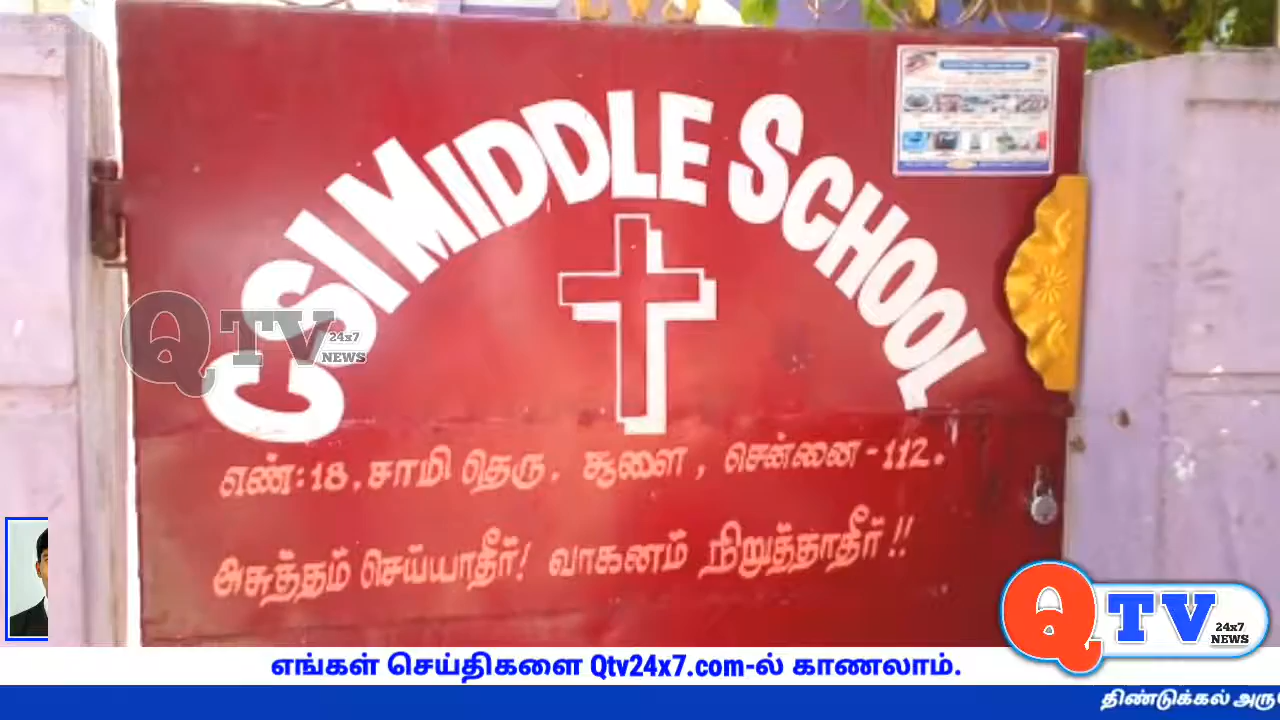 CSI MIDDLE SCHOOL
எண்:18, சாமி தெரு, சூளை, சென்னை-112.
அசுத்தம் செய்யாதீர்! வாகனம் நிறுத்தாதீர்!!
QTV 24x7 NEWS
QTV 24x7 NEWS
எங்கள் செய்திகளை Qtv24x7.com-ல் காணலாம்.
திண்டுக்கல்